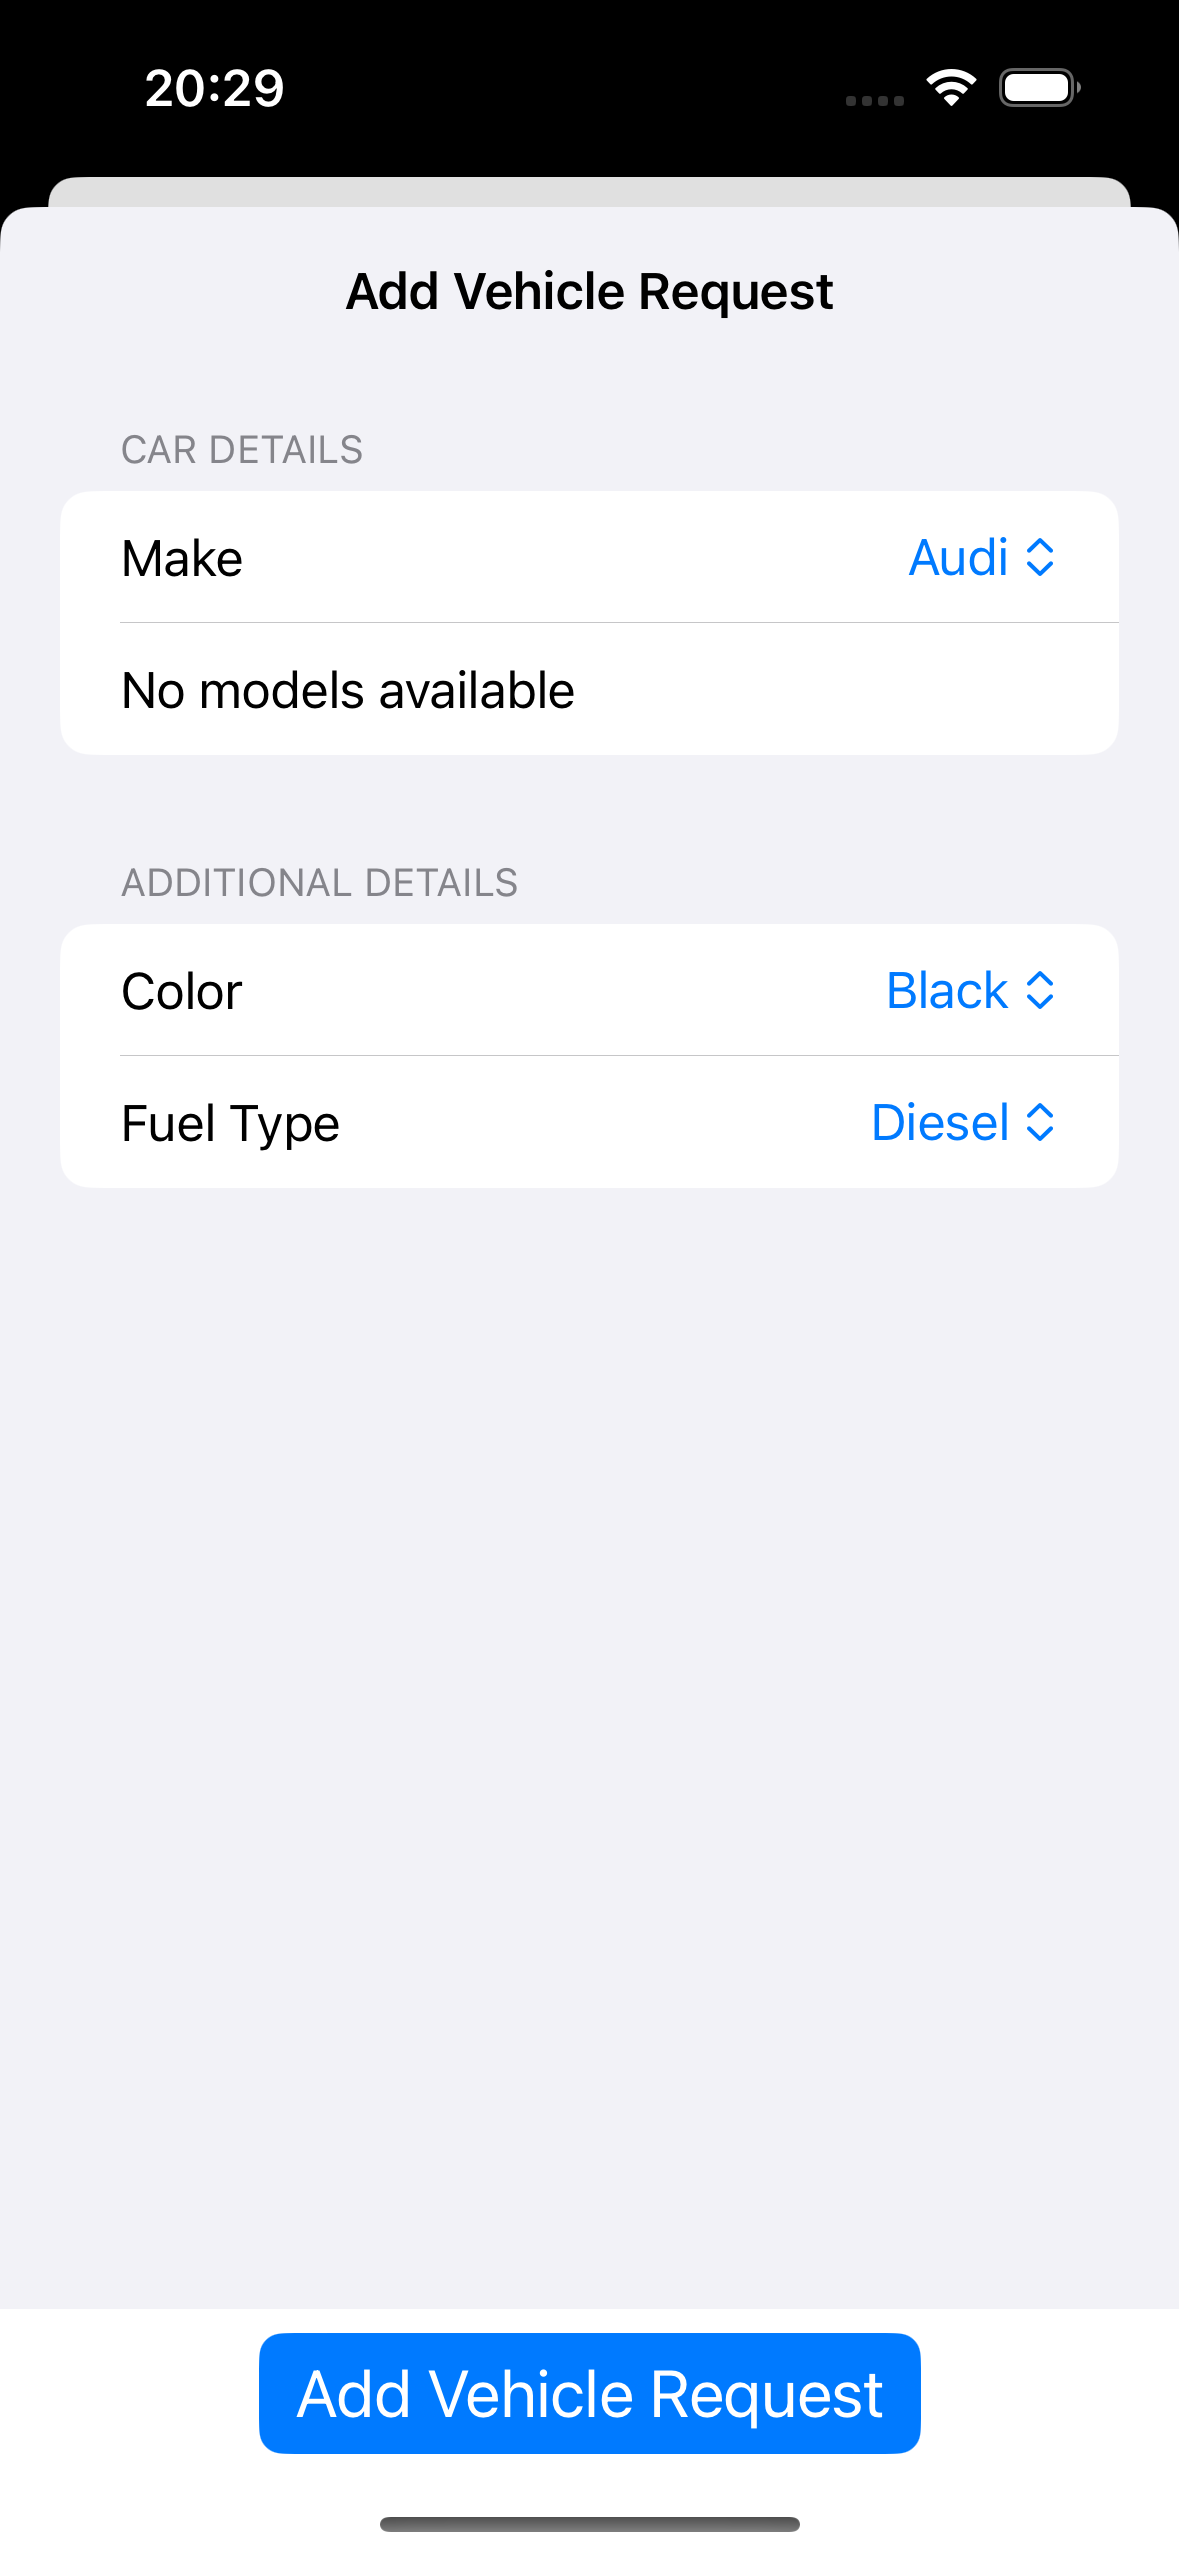 20:29
Add Vehicle Request
CAR DETAILS
Make Audi
No models available
ADDITIONAL DETAILS
Color Black
Fuel Type Diesel
Add Vehicle Request